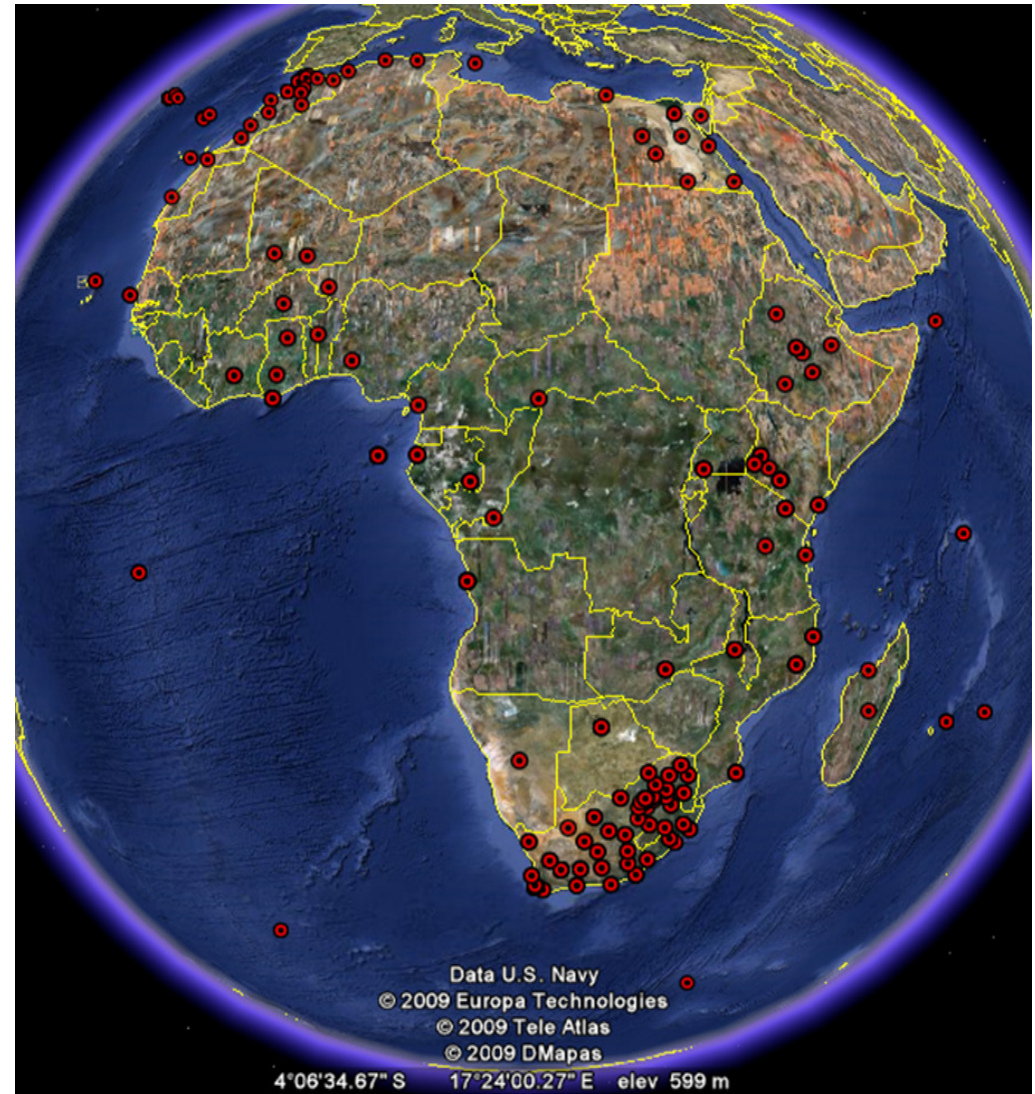 Data U.S. Navy
© 2009 Europa Technologies
© 2009 Tele Atlas
© 2009 DMapas
4°06'34.67" S 17°24'00.27" E elev 599 m